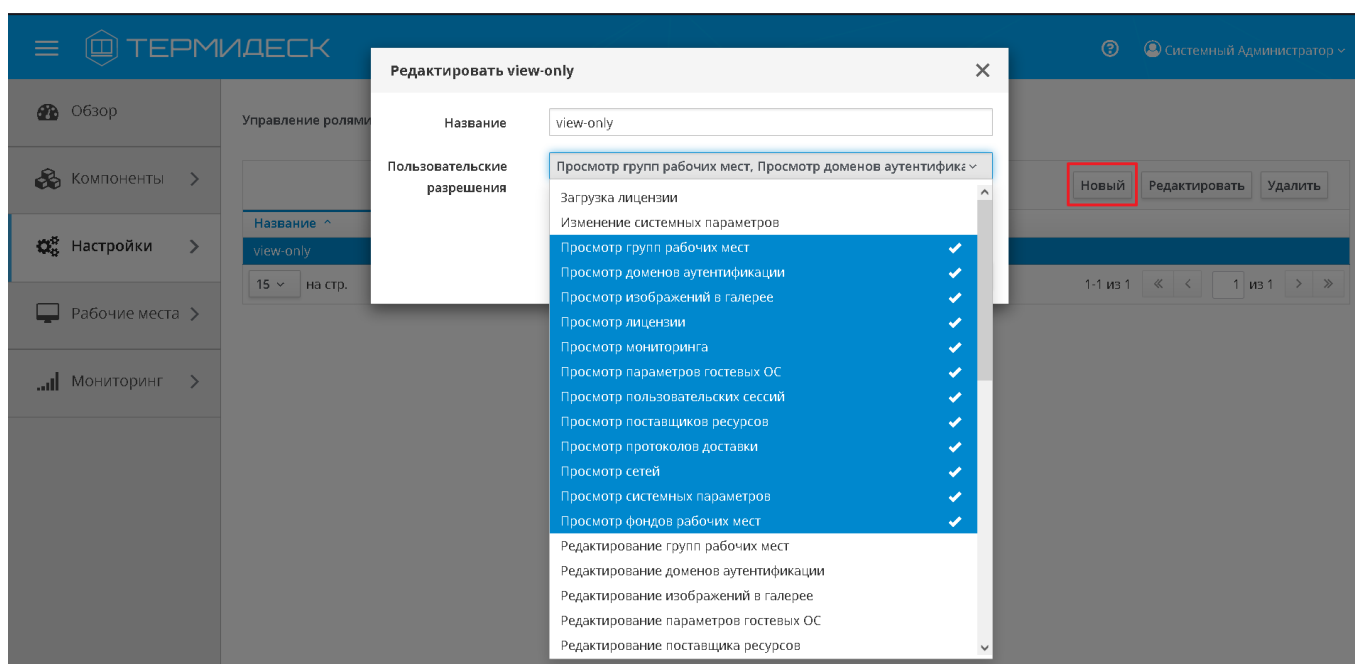 ТЕРМИДЕСК
Системный Администратор
Редактировать view-only
Обзор
Управление ролями
Название
view-only
Пользовательские разрешения
Просмотр групп рабочих мест, Просмотр доменов аутентифика
Компоненты
Новый
Редактировать
Удалить
Загрузка лицензии
Изменение системных параметров
Название
Настройки
view-only
Просмотр групп рабочих мест
Просмотр доменов аутентификации
15
на стр.
1-1 из 1
1
из 1
Просмотр изображений в галерее
Рабочие места
Просмотр лицензии
Просмотр мониторинга
Мониторинг
Просмотр параметров гостевых ОС
Просмотр пользовательских сессий
Просмотр поставщиков ресурсов
Просмотр протоколов доставки
Просмотр сетей
Просмотр системных параметров
Просмотр фондов рабочих мест
Редактирование групп рабочих мест
Редактирование доменов аутентификации
Редактирование изображений в галерее
Редактирование параметров гостевых ОС
Редактирование поставщика ресурсов